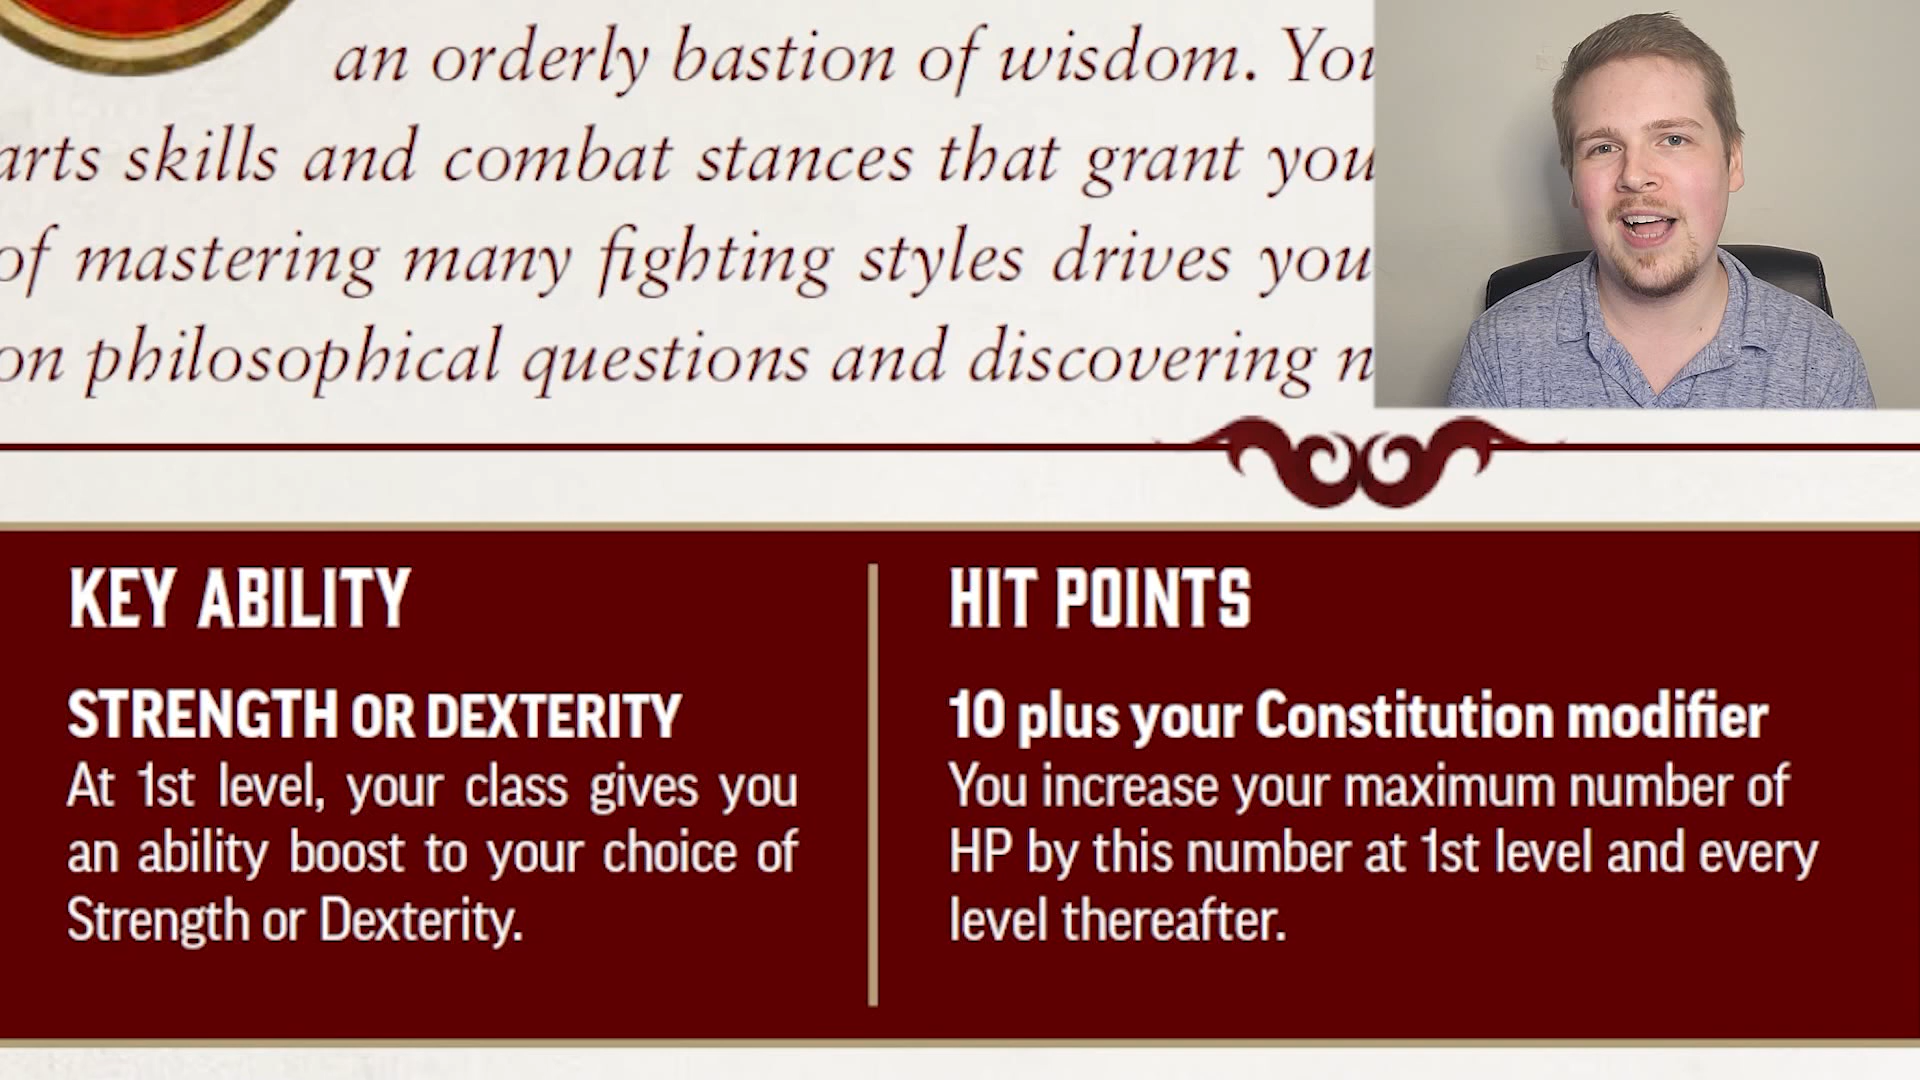 an orderly bastion of wisdom.
arts skills and combat stances that grant you
of mastering many fighting styles drives you
on philosophical questions and discovering
KEY ABILITY
STRENGTH OR DEXTERITY
At 1st level, your class gives you
an ability boost to your choice of
Strength or Dexterity.
HIT POINTS
10 plus your Constitution modifier
You increase your maximum number of
HP by this number at 1st level and every
level thereafter.